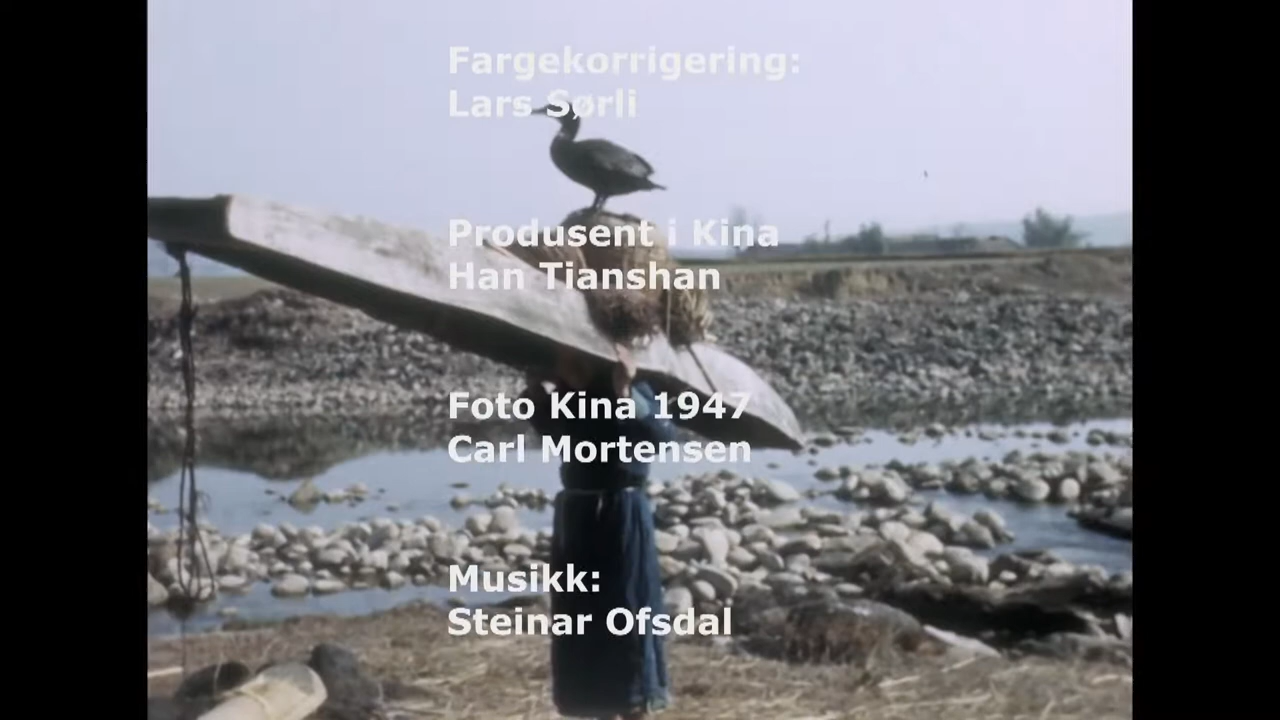 Fargekorrigering:
Lars Sørli
Produsent i Kina
Han Tianshan
Foto Kina 1947
Carl Mortensen
Musikk:
Steinar Ofsdal